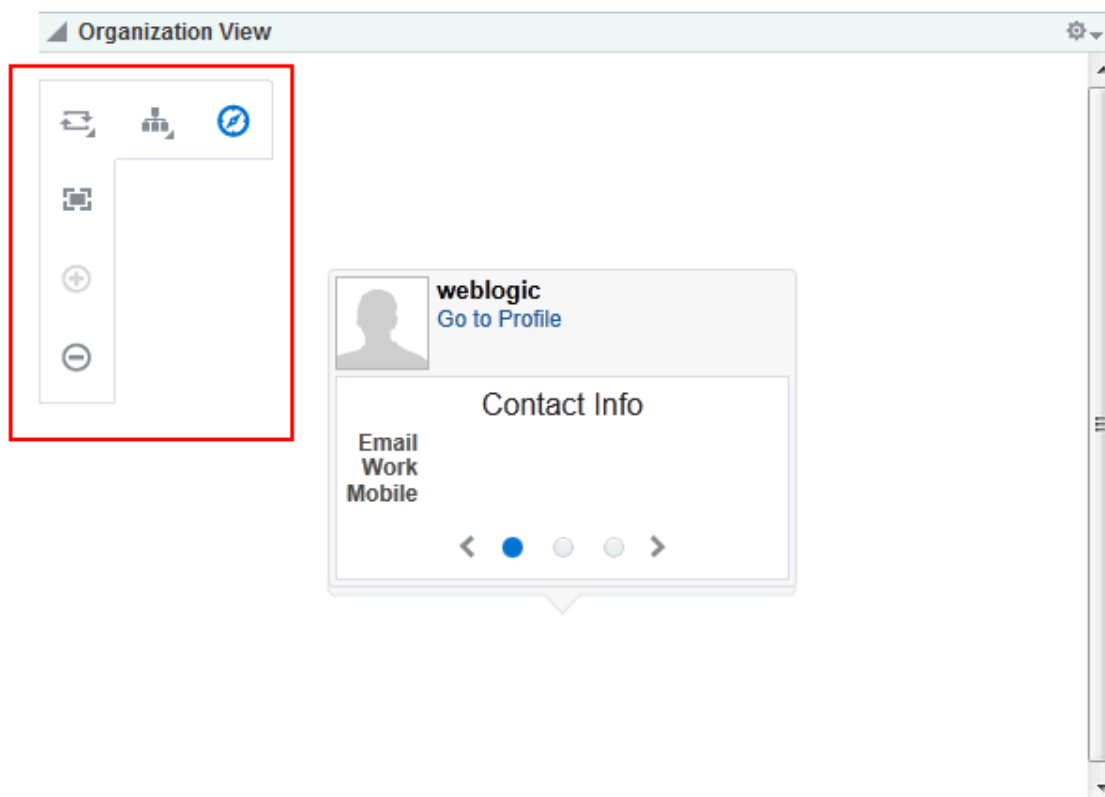 Organization View
weblogic
Go to Profile
Contact Info
Email
Work
Mobile